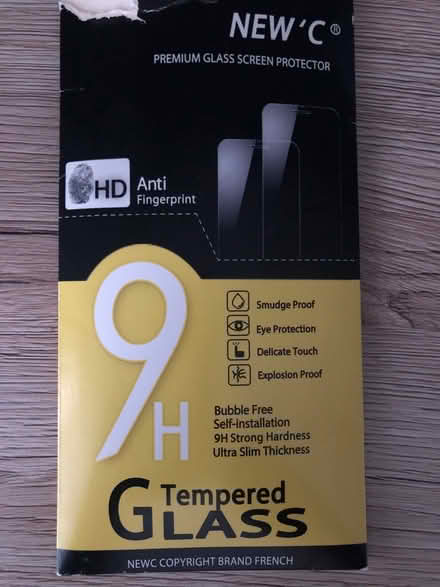 NEW'C®
PREMIUM GLASS SCREEN PROTECTOR
HD Anti
Fingerprint
9H
Smudge Proof
Eye Protection
Delicate Touch
Explosion Proof
Bubble Free
Self-installation
9H Strong Hardness
Ultra Slim Thickness
Tempered
GLASS
NEWC COPYRIGHT BRAND FRENCH